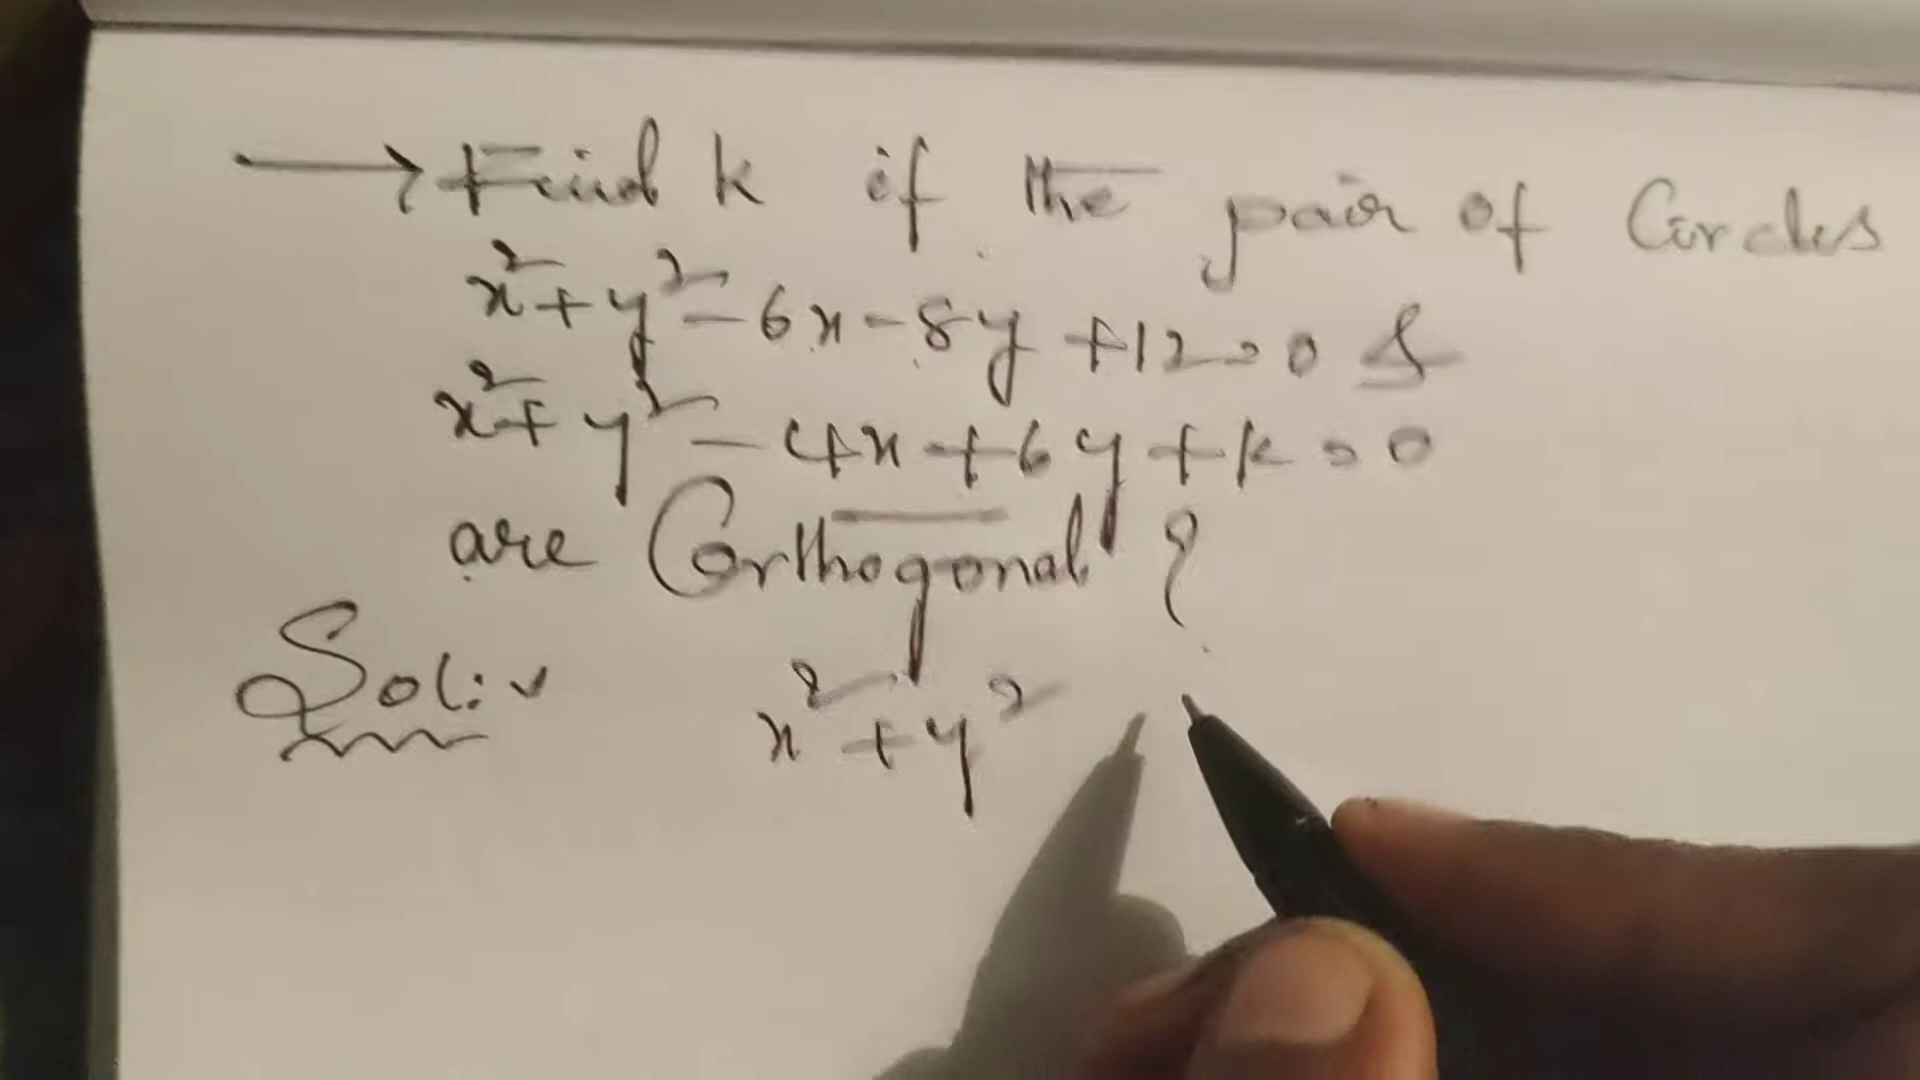 → Find k if the pair of Circles
x²+y²-6x-8y+12=0 &
x²+y²-4x+6y+k=0
are Orthogonal ?
Sol:
x²+y²